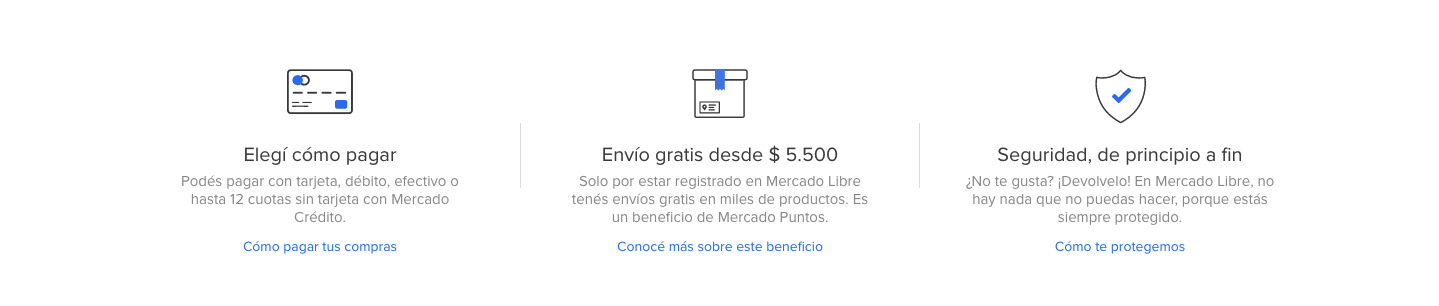 Elegí cómo pagar
Podés pagar con tarjeta, débito, efectivo o
hasta 12 cuotas sin tarjeta con Mercado
Crédito.
Cómo pagar tus compras
Envío gratis desde $ 5.500
Solo por estar registrado en Mercado Libre
tenés envíos gratis en miles de productos. Es
un beneficio de Mercado Puntos.
Conocé más sobre este beneficio
Seguridad, de principio a fin
¿No te gusta? ¡Devolvelo! En Mercado Libre, no
hay nada que no puedas hacer, porque estás
siempre protegido.
Cómo te protegemos